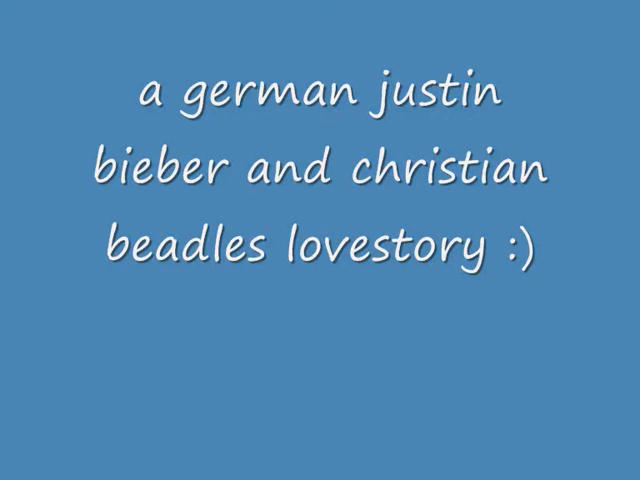 a german justin
bieber and christian
beadles lovestory :)